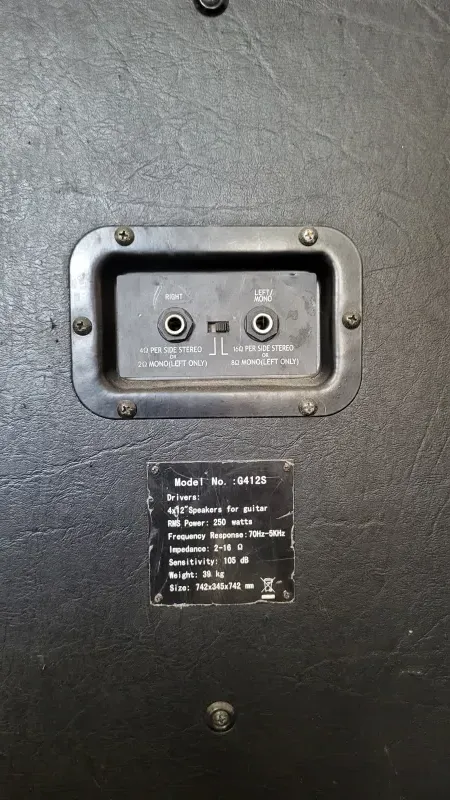 RIGHT
LEFT/
MONO
4Ω PER SIDE STEREO
OR
2Ω MONO(LEFT ONLY)
16Ω PER SIDE STEREO
OR
8Ω MONO(LEFT ONLY)
Model No. :G412S
Drivers:
4x12"Speakers for guitar
RMS Power: 250 watts
Frequency Response:70Hz-5KHz
Impedance: 2-16 Ω
Sensitivity: 105 dB
Weight: 39 kg
Size: 742x345x742 mm